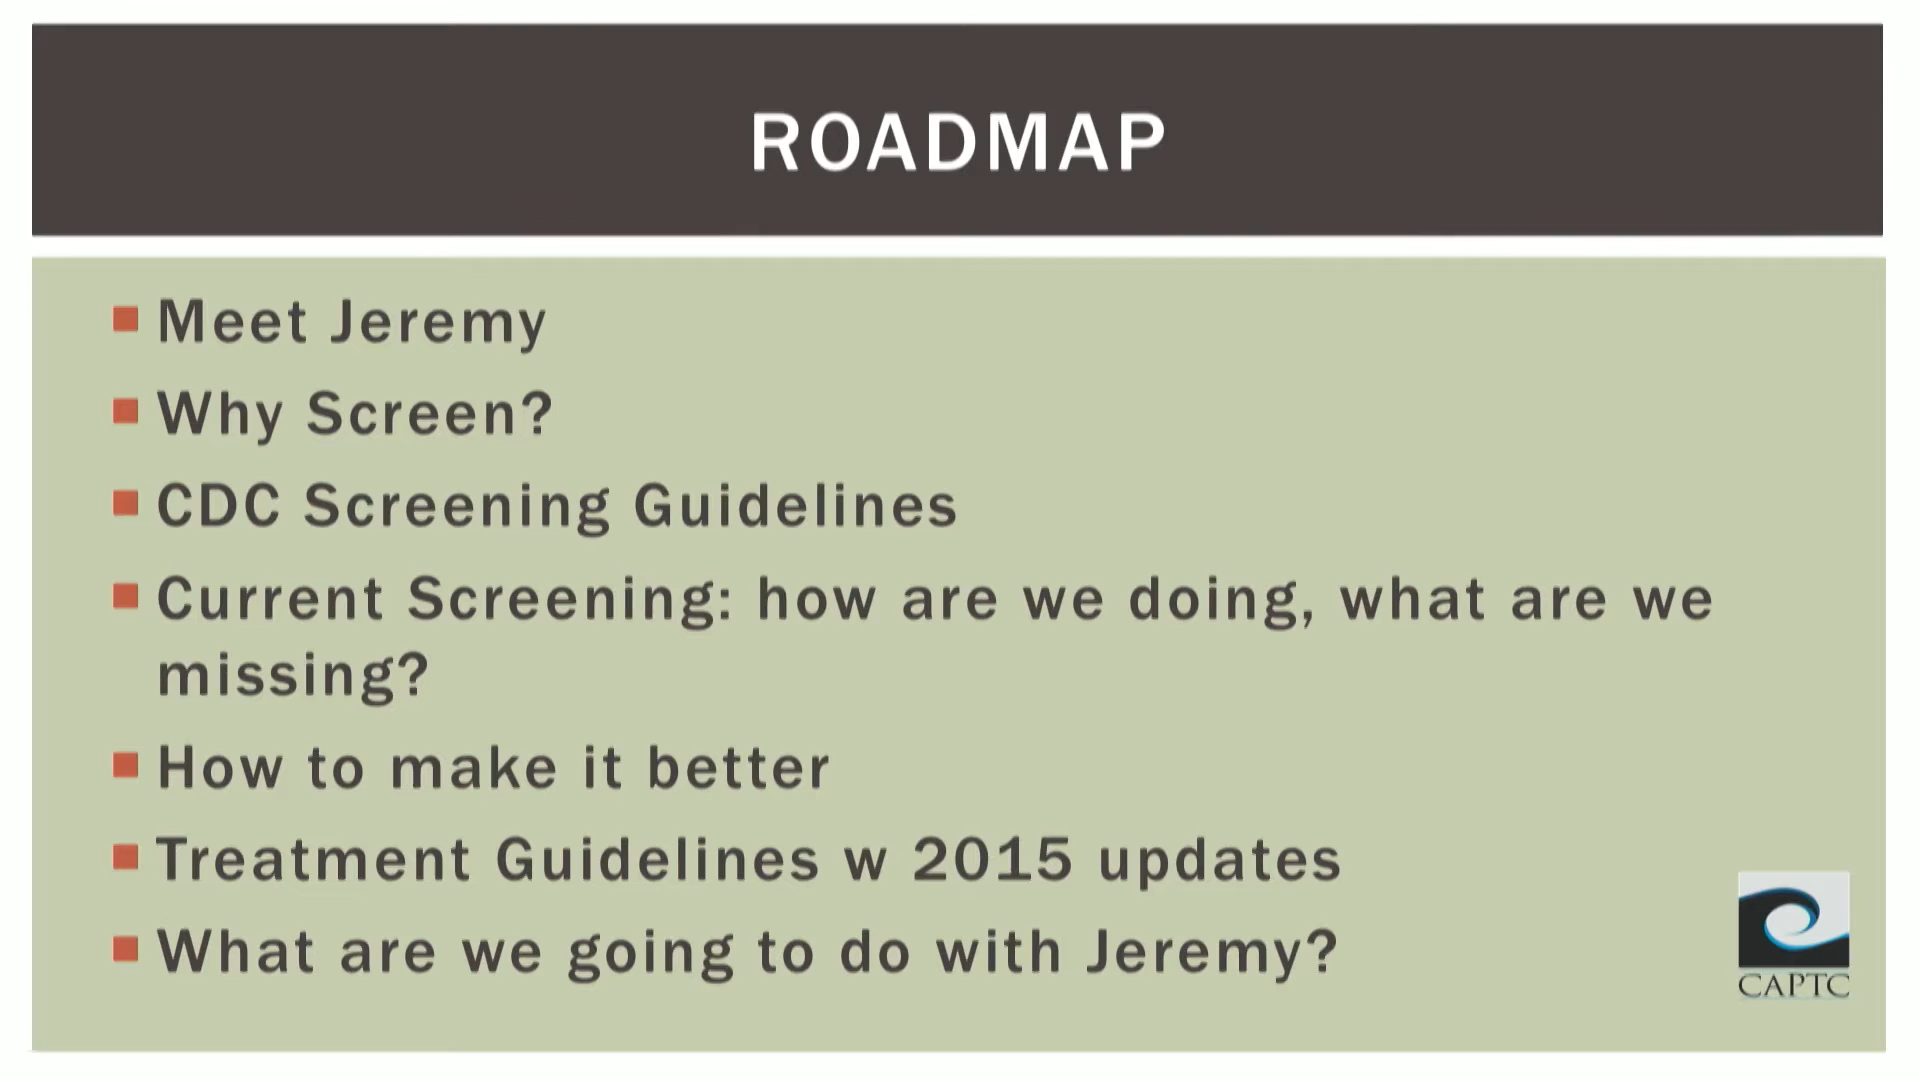 ROADMAP
Meet Jeremy
Why Screen?
CDC Screening Guidelines
Current Screening: how are we doing, what are we
missing?
How to make it better
Treatment Guidelines w 2015 updates
What are we going to do with Jeremy?
CAPTC